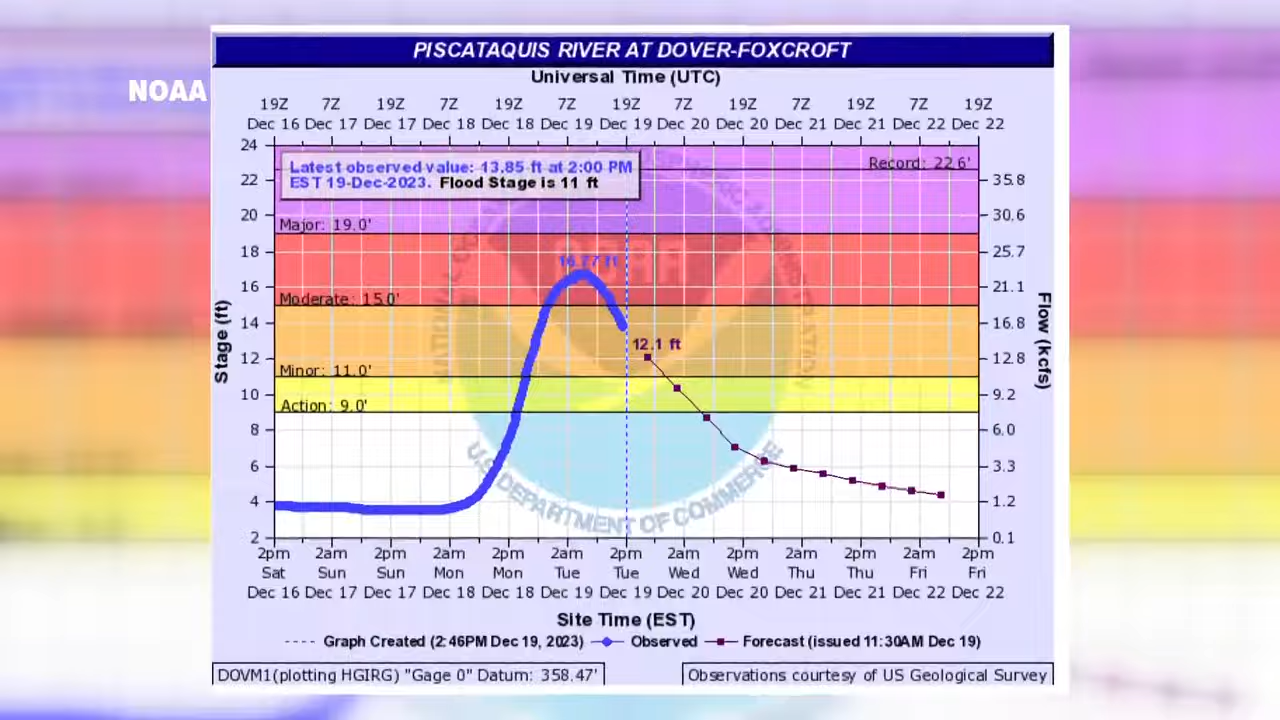 PISCATAQUIS RIVER AT DOVER-FOXCROFT
NOAA
Universal Time (UTC)
19Z 7Z 19Z 7Z 19Z 7Z 19Z 7Z 19Z 7Z 19Z 7Z 19Z
Dec 16 Dec 17 Dec 17 Dec 18 Dec 18 Dec 19 Dec 19 Dec 20 Dec 20 Dec 21 Dec 21 Dec 22 Dec 22
24
Latest observed value: 13.85 ft at 2:00 PM
EST 19-Dec-2023. Flood Stage is 11 ft
Record: 22.6'
22 35.8
20 30.6
Major: 19.0'
18 25.7
16.77 ft
16 21.1
Moderate: 15.0'
14 16.8
12.1 ft
12 12.8
Minor: 11.0'
10 9.2
Action: 9.0'
8 6.0
6 3.3
4 1.2
2 0.1
Stage (ft)
Flow (kcfs)
U.S. DEPARTMENT OF COMMERCE
2pm 2am 2pm 2am 2pm 2am 2pm 2am 2pm 2am 2pm 2am 2pm
Sat Sun Sun Mon Mon Tue Tue Wed Wed Thu Thu Fri Fri
Dec 16 Dec 17 Dec 17 Dec 18 Dec 18 Dec 19 Dec 19 Dec 20 Dec 20 Dec 21 Dec 21 Dec 22 Dec 22
Site Time (EST)
Graph Created (2:46PM Dec 19, 2023) Observed Forecast (issued 11:30AM Dec 19)
DOVM1(plotting HGIRG) "Gage 0" Datum: 358.47'
Observations courtesy of US Geological Survey